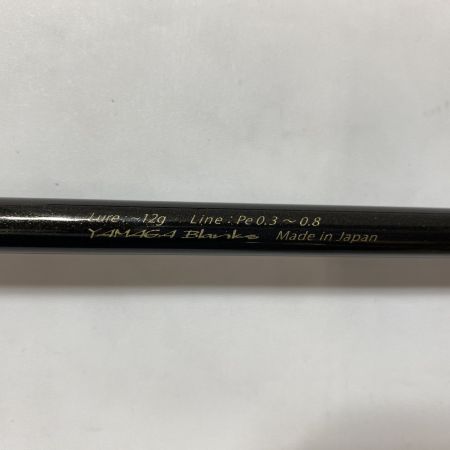 Lure : ~12g Line : Pe 0.3 ~ 0.8
YAMAGA Blanks Made in Japan